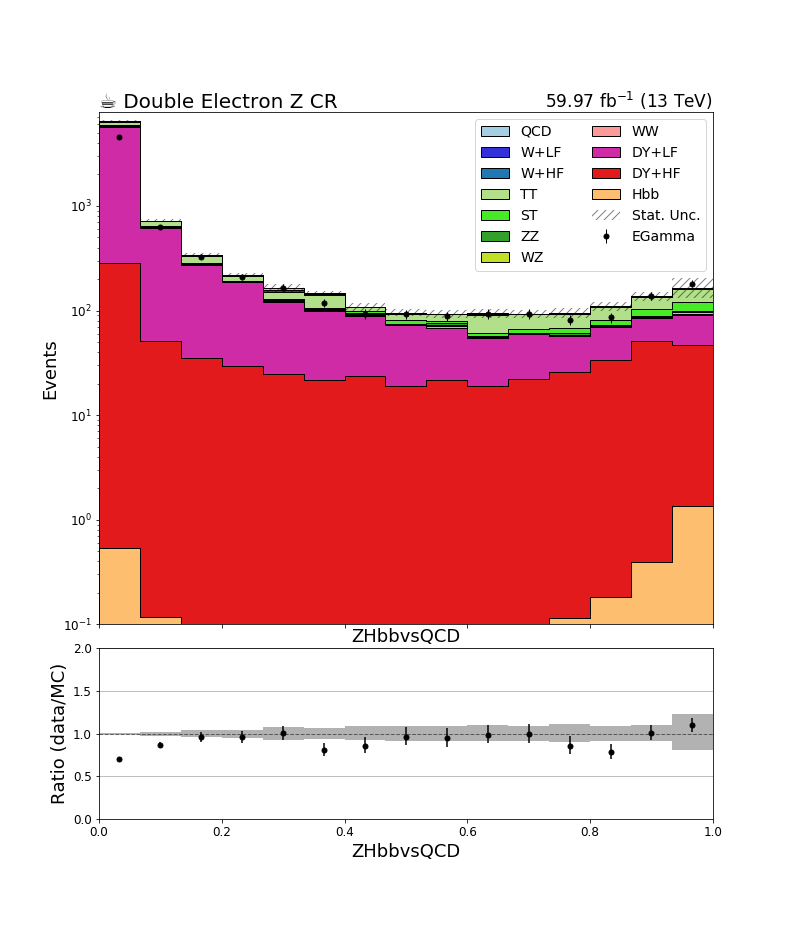 ☕ Double Electron Z CR 59.97 fb⁻¹ (13 TeV)
QCD WW
W+LF DY+LF
W+HF DY+HF
TT Hbb
ST Stat. Unc.
ZZ EGamma
WZ
10³
10²
10¹
10⁰
10⁻¹
Events
ZHbbvsQCD
2.0
1.5
1.0
0.5
0.0
Ratio (data/MC)
0.0 0.2 0.4 0.6 0.8 1.0
ZHbbvsQCD